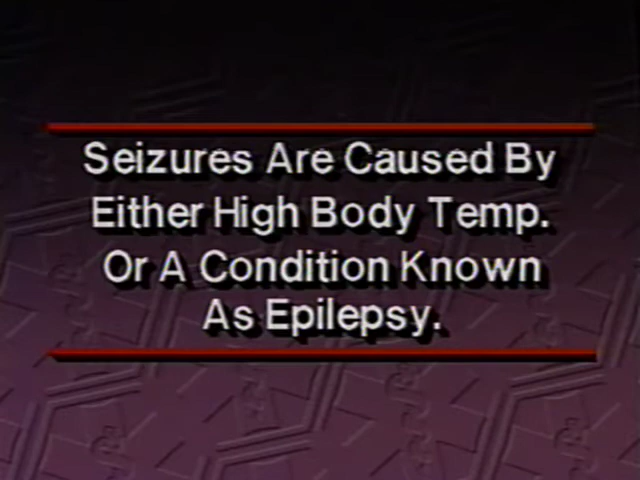 Seizures Are Caused By
Either High Body Temp.
Or A Condition Known
As Epilepsy.